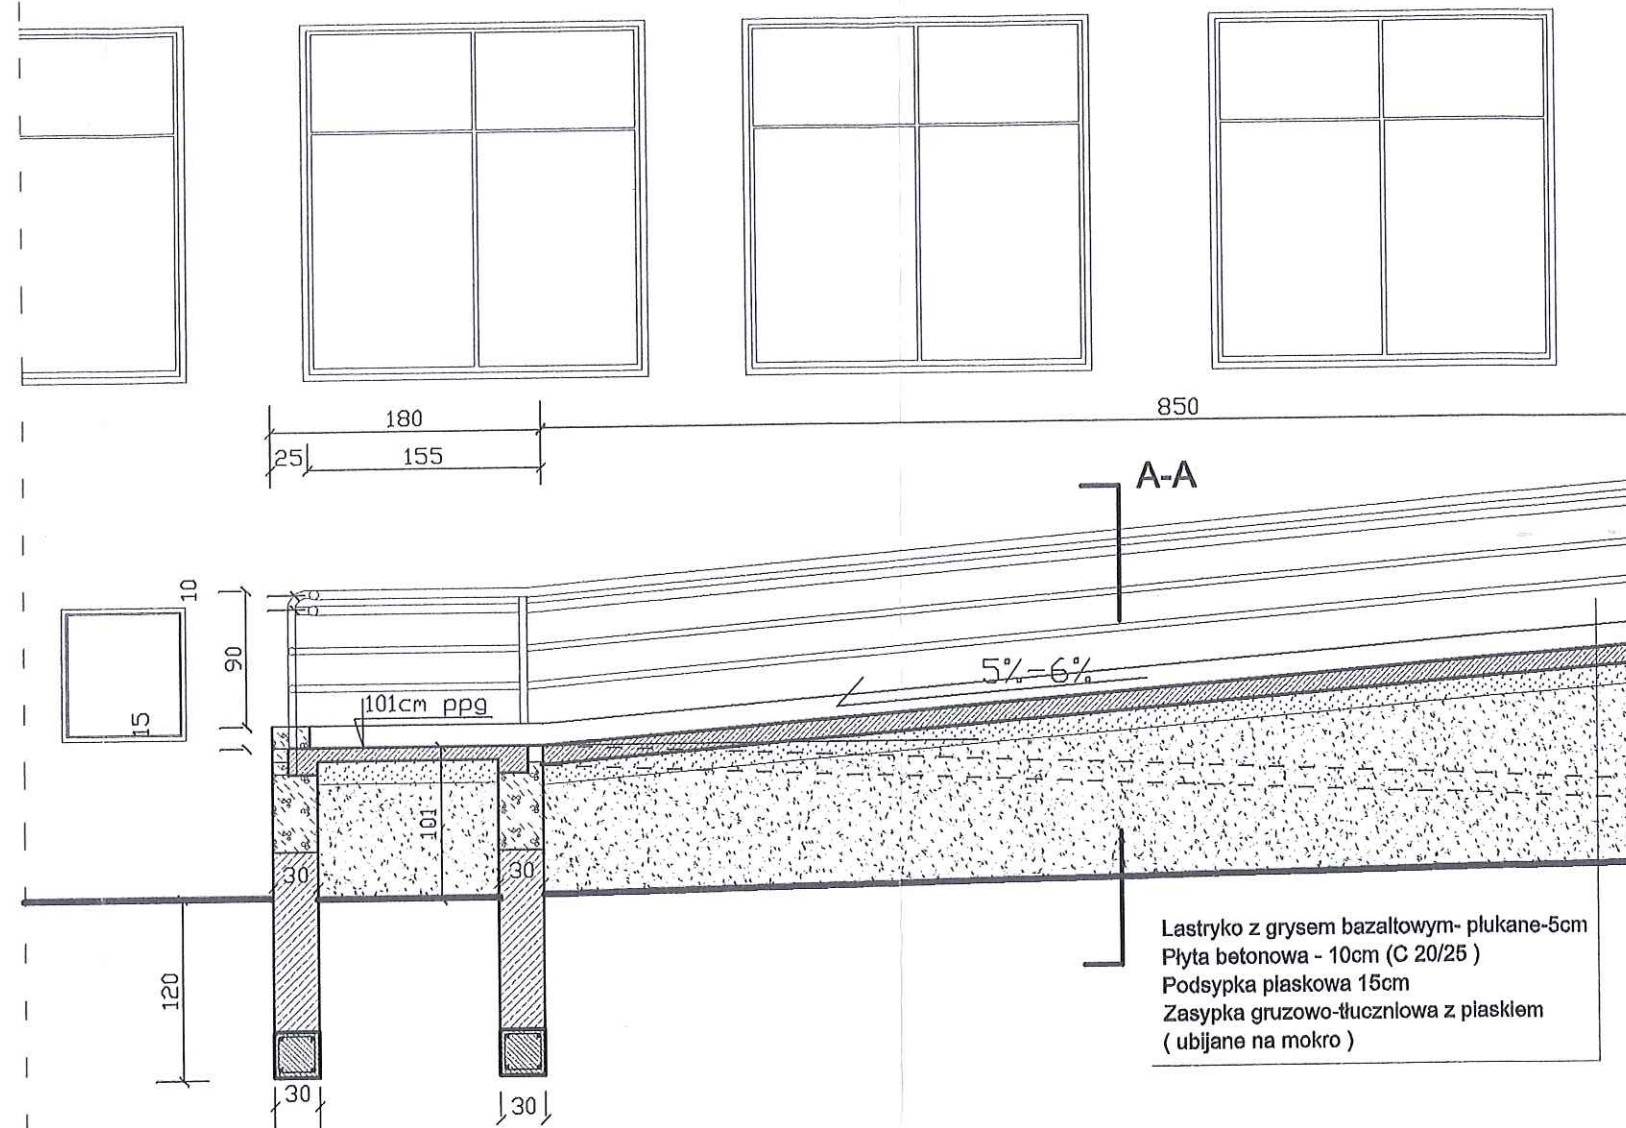 180
850
25
155
A-A
10
90
5%-6%
101cm ppg
15
101
30
30
120
Lastryko z grysem bazaltowym- płukane-5cm
Płyta betonowa - 10cm (C 20/25 )
Podsypka piaskowa 15cm
Zasypka gruzowo-tłuczniowa z piaskiem
( ubijane na mokro )
30
30